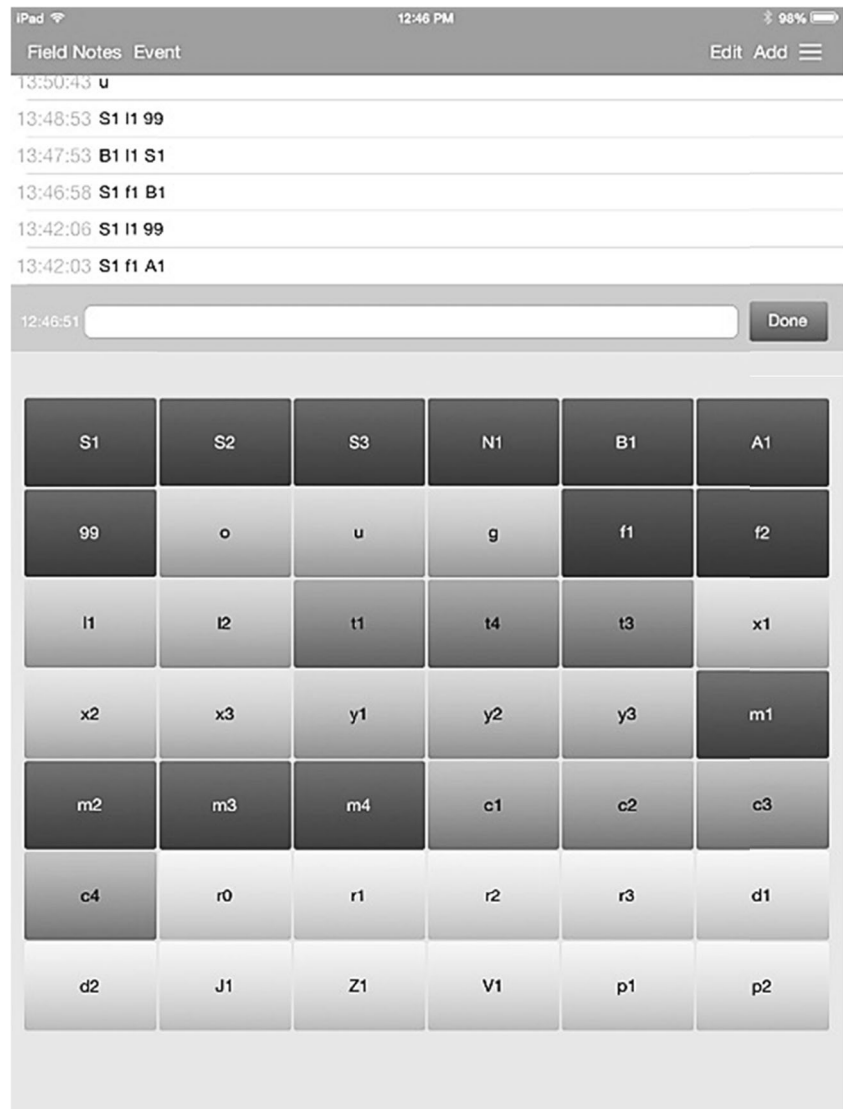 iPad 12:46 PM 98%
Field Notes Event Edit Add
13:50:43 u
13:48:53 S1 l1 99
13:47:53 B1 l1 S1
13:46:58 S1 f1 B1
13:42:06 S1 l1 99
13:42:03 S1 f1 A1
12:46:51 Done
S1 S2 S3 N1 B1 A1
99 o u g f1 f2
l1 l2 t1 t4 t3 x1
x2 x3 y1 y2 y3 m1
m2 m3 m4 c1 c2 c3
c4 r0 r1 r2 r3 d1
d2 J1 Z1 V1 p1 p2